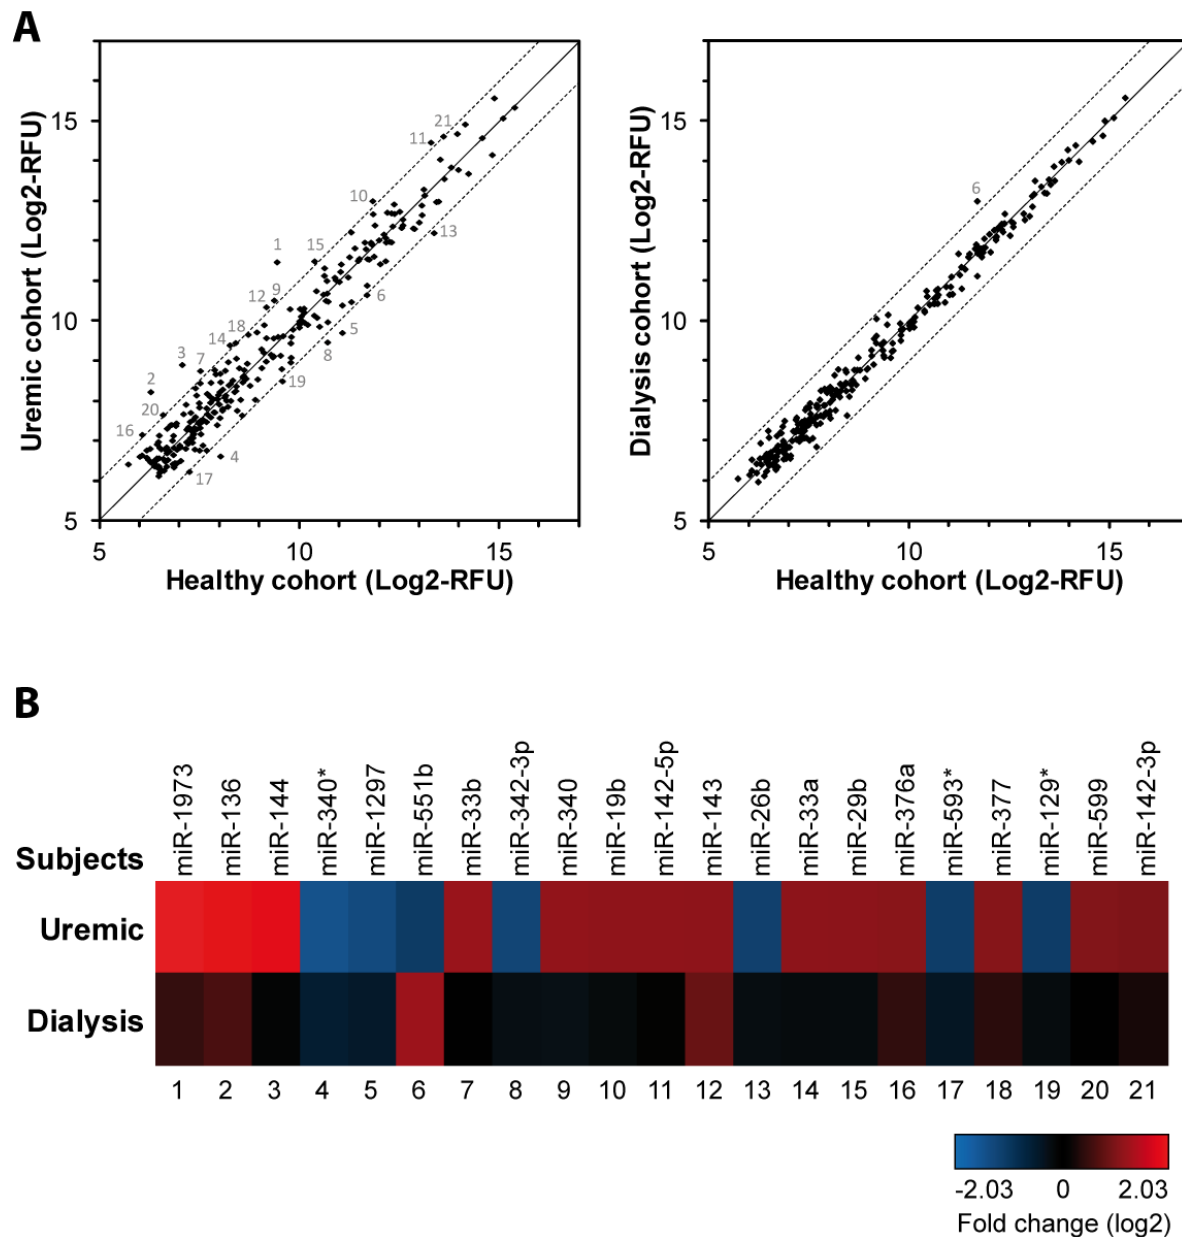 A
Uremic cohort (Log2-RFU)
15
10
5
5 10 15
Healthy cohort (Log2-RFU)
21
11
10
1
15
13
9
12
6
18
14
5
3
7
8
2
19
20
16
4
17
Dialysis cohort (Log2-RFU)
15
10
5
5 10 15
Healthy cohort (Log2-RFU)
6
B
Subjects
miR-1973
miR-136
miR-144
miR-340*
miR-1297
miR-551b
miR-33b
miR-342-3p
miR-340
miR-19b
miR-142-5p
miR-143
miR-26b
miR-33a
miR-29b
miR-376a
miR-593*
miR-377
miR-129*
miR-599
miR-142-3p
Uremic
Dialysis
1 2 3 4 5 6 7 8 9 10 11 12 13 14 15 16 17 18 19 20 21
-2.03 0 2.03
Fold change (log2)